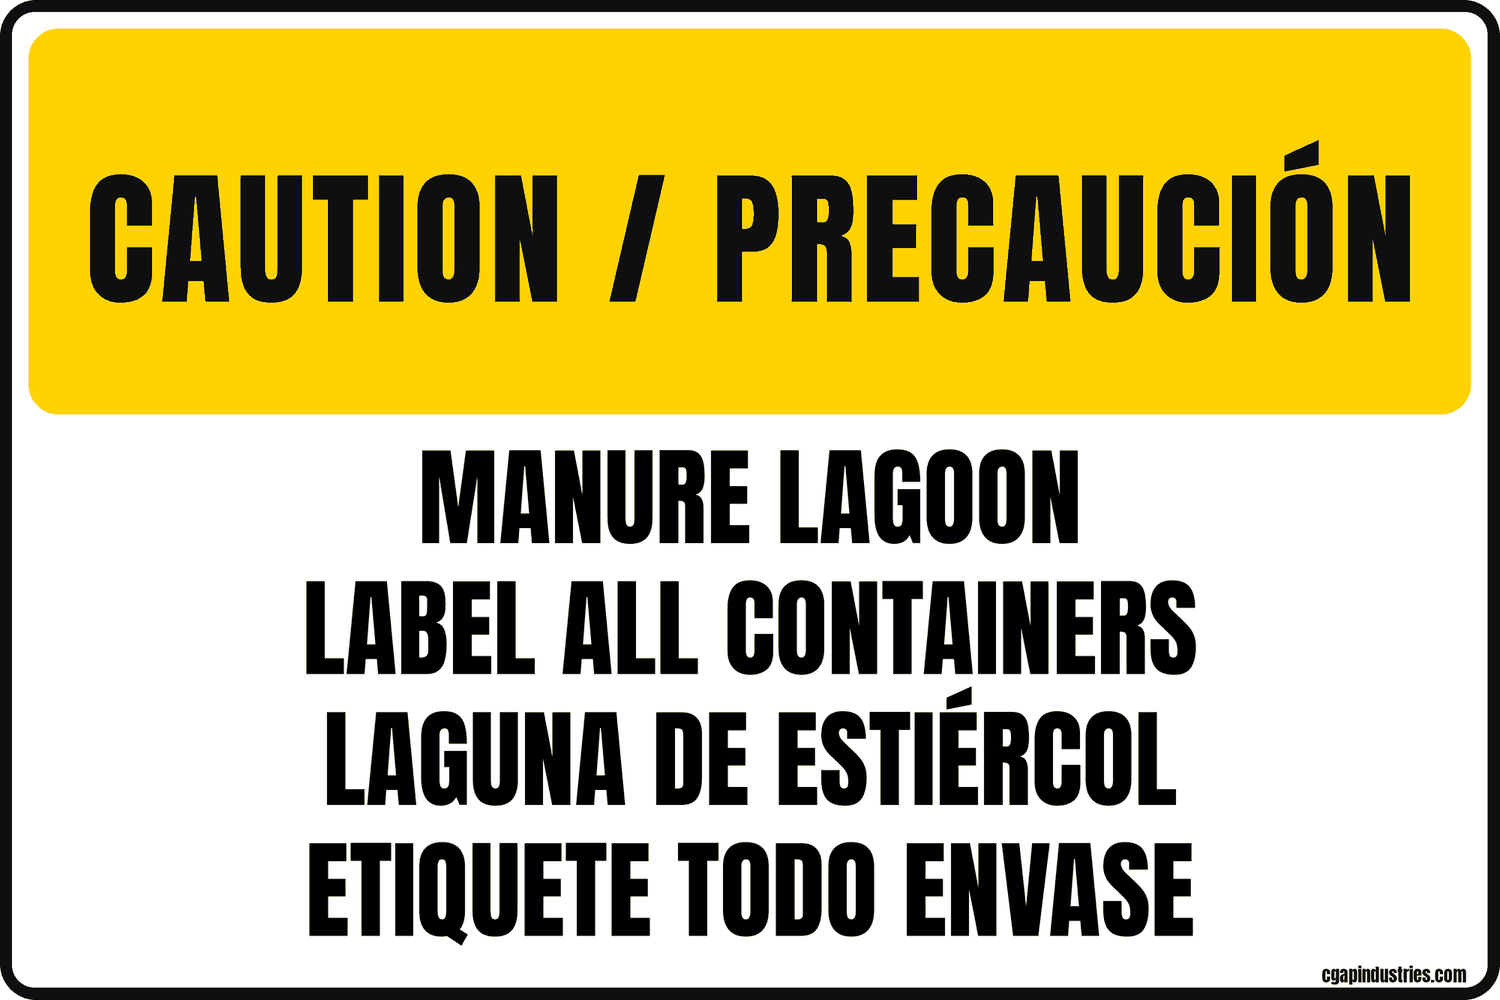 CAUTION / PRECAUCIÓN
MANURE LAGOON
LABEL ALL CONTAINERS
LAGUNA DE ESTIÉRCOL
ETIQUETE TODO ENVASE
cgapindustries.com